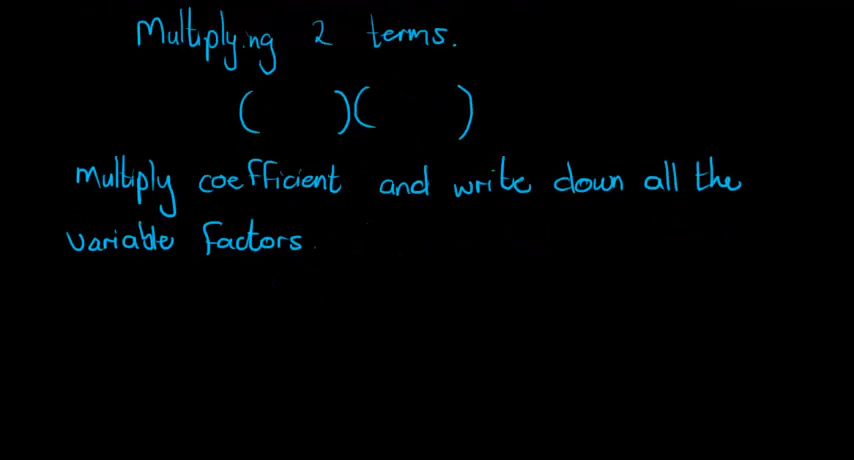 Multiplying 2 terms.
( )( )
Multiply coefficient and write down all the
variable factors.